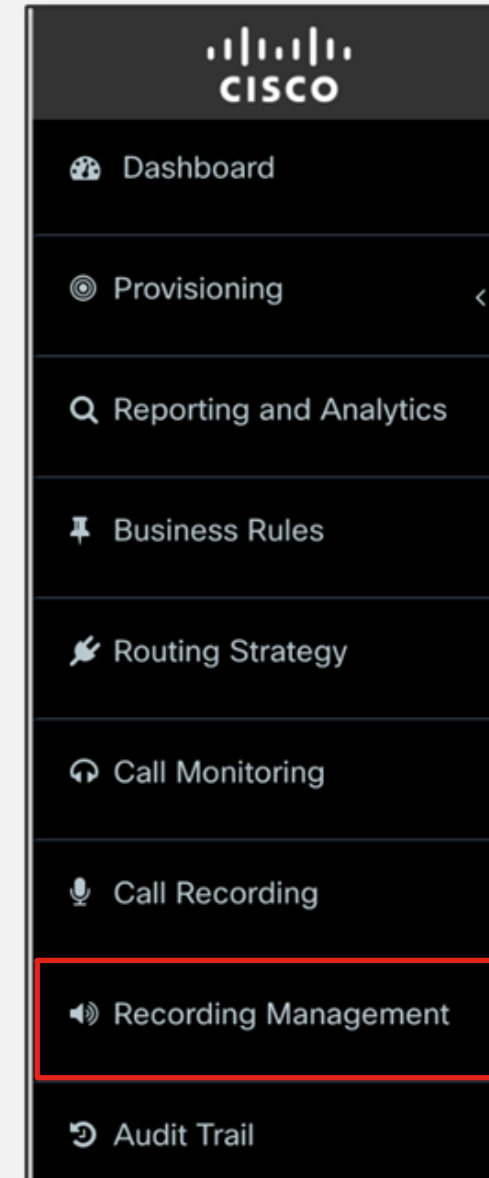 CISCO
Dashboard
Provisioning
Reporting and Analytics
Business Rules
Routing Strategy
Call Monitoring
Call Recording
Recording Management
Audit Trail